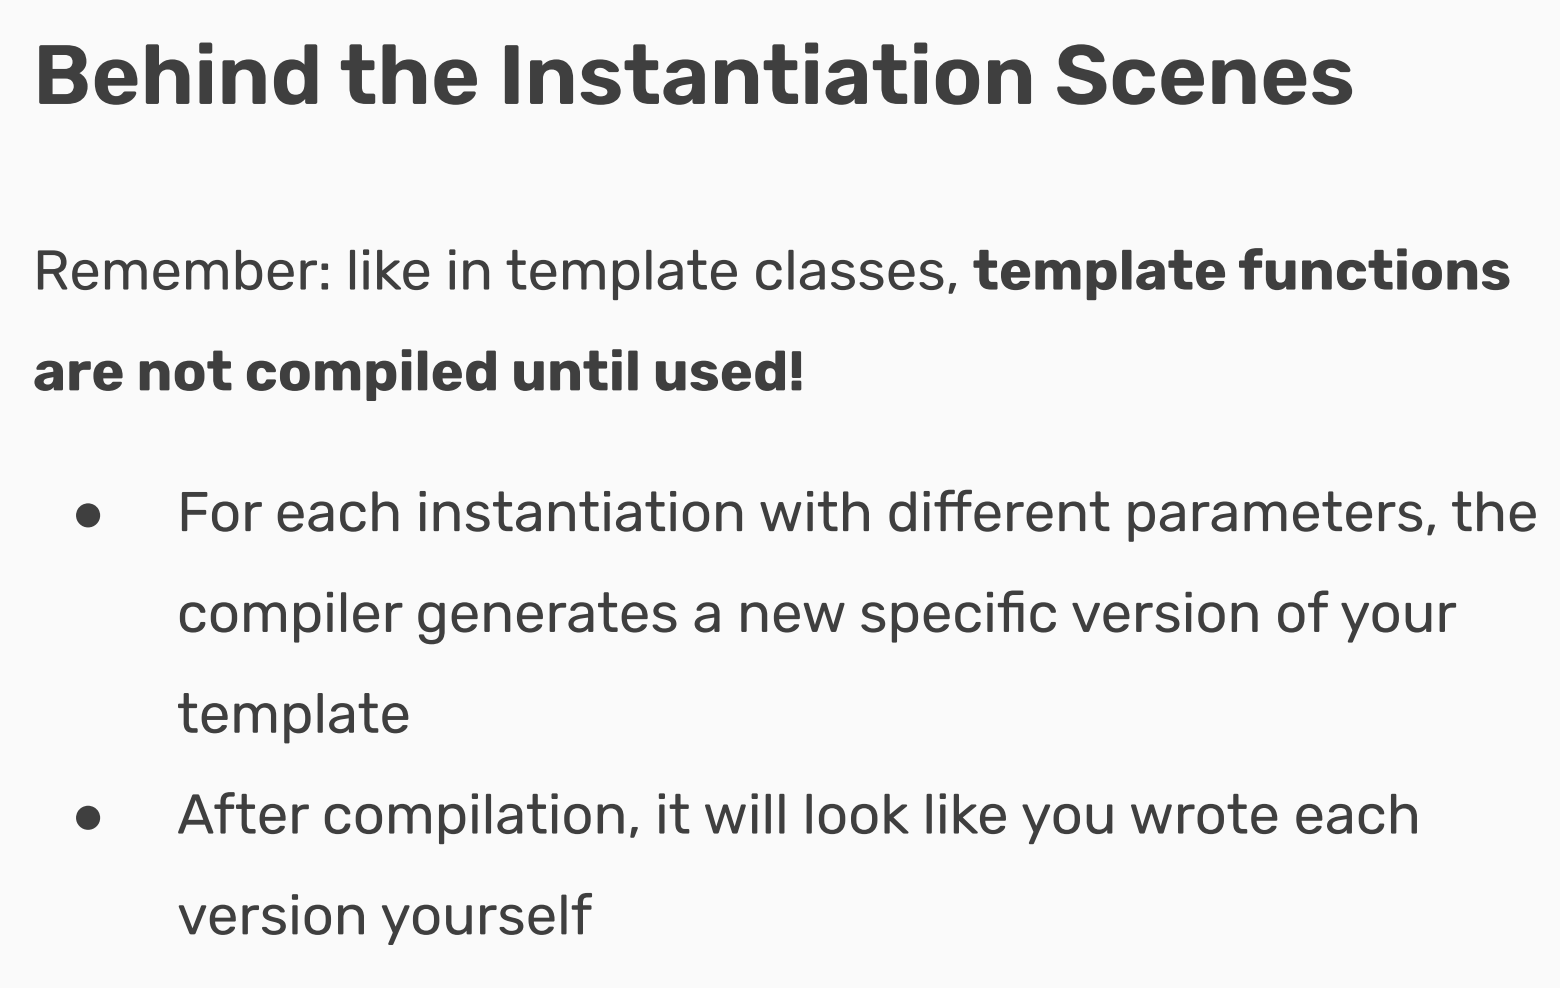 Behind the Instantiation Scenes
Remember: like in template classes, template functions
are not compiled until used!
● For each instantiation with different parameters, the
compiler generates a new specific version of your
template
● After compilation, it will look like you wrote each
version yourself